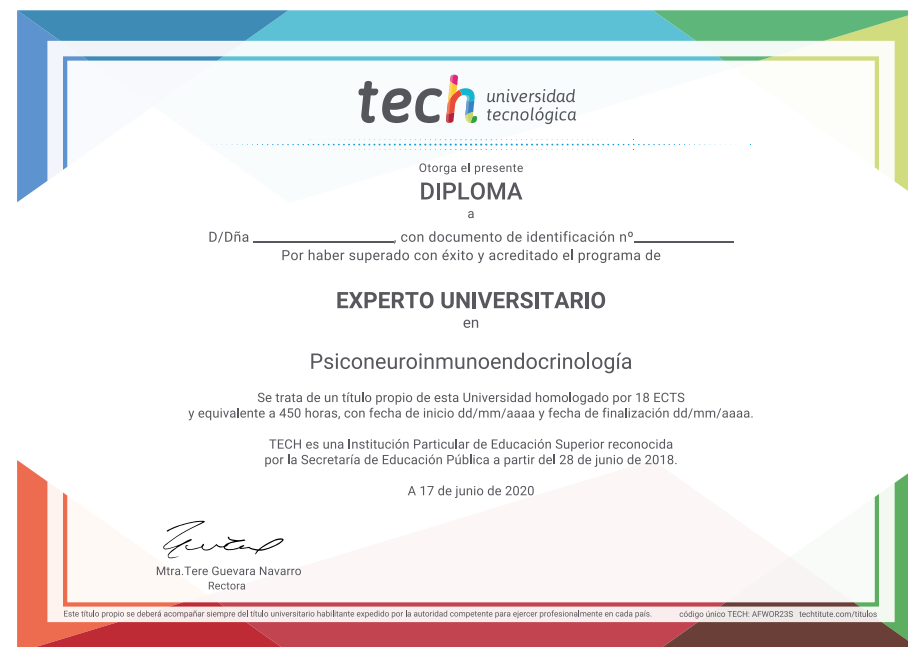 tech universidad
tecnológica
Otorga el presente
DIPLOMA
a
D/Dña ____________, con documento de identificación nº____________
Por haber superado con éxito y acreditado el programa de
EXPERTO UNIVERSITARIO
en
Psiconeuroinmunoendocrinología
Se trata de un título propio de esta Universidad homologado por 18 ECTS
y equivalente a 450 horas, con fecha de inicio dd/mm/aaaa y fecha de finalización dd/mm/aaaa.
TECH es una Institución Particular de Educación Superior reconocida
por la Secretaría de Educación Pública a partir del 28 de junio de 2018.
A 17 de junio de 2020
Mtra.Tere Guevara Navarro
Rectora
Este título propio se deberá acompañar siempre del título universitario habilitante expedido por la autoridad competente para ejercer profesionalmente en cada país. código único TECH: AFWOR23S techtitute.com/títulos